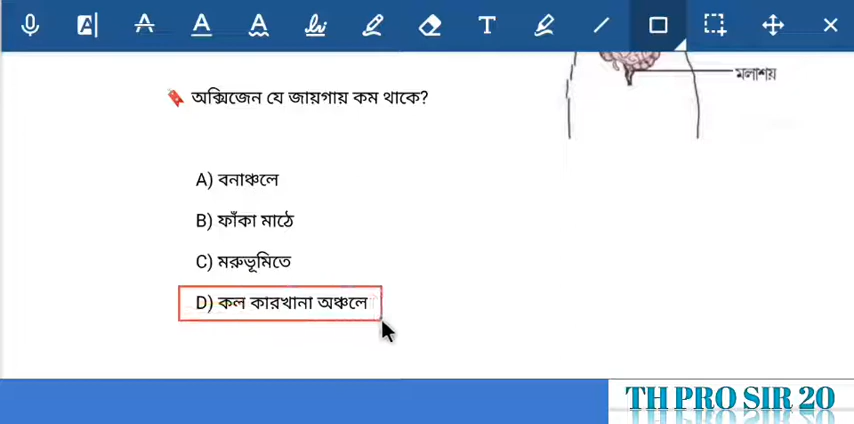 মলাশয়
অক্সিজেন যে জায়গায় কম থাকে?
A) বনাঞ্চলে
B) ফাঁকা মাঠে
C) মরুভূমিতে
D) কল কারখানা অঞ্চলে
TH PRO SIR 20